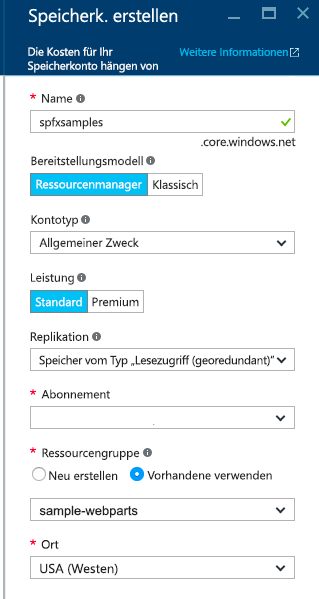 Speicherk. erstellen
Die Kosten für Ihr
Speicherkonto hängen von
Weitere Informationen
* Name
spfxsamples
.core.windows.net
Bereitstellungsmodell
Ressourcenmanager Klassisch
Kontotyp
Allgemeiner Zweck
Leistung
Standard Premium
Replikation
Speicher vom Typ „Lesezugriff (georedundant)“
* Abonnement
* Ressourcengruppe
Neu erstellen Vorhandene verwenden
sample-webparts
* Ort
USA (Westen)